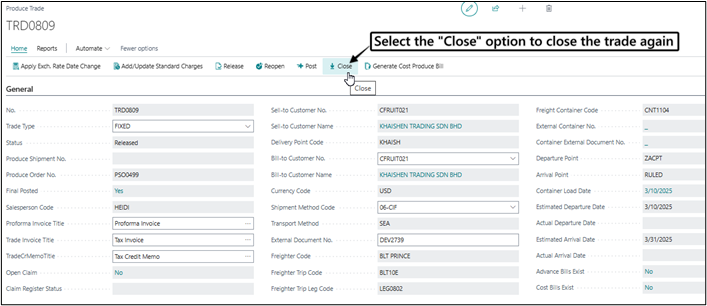 Produce Trade
TRD0809
Select the "Close" option to close the trade again
Home Reports Automate Fewer options
Apply Exch. Rate Date Change Add/Update Standard Charges Release Reopen Post Close Generate Cost Produce Bill
Close
General
No. TRD0809 Sell-to Customer No. CFRUIT021 Freight Container Code CNT1104
Trade Type FIXED Sell-to Customer Name KHAISHEN TRADING SDN BHD External Container No. _
Status Released Delivery Point Code KHAISH Container External Document No. _
Produce Shipment No. Bill-to Customer No. CFRUIT021 Departure Point ZACPT
Produce Order No. PSO0499 Bill-to Customer Name KHAISHEN TRADING SDN BHD Arrival Point RULED
Final Posted Yes Currency Code USD Container Load Date 3/10/2025
Salesperson Code HEIDI Shipment Method Code 06-CIF Estimated Departure Date 3/10/2025
Proforma Invoice Title Proforma Invoice Transport Method SEA Actual Departure Date
Trade Invoice Title Tax Invoice External Document No. DEV2739 Estimated Arrival Date 3/31/2025
TradeCrMemoTitle Tax Credit Memo Freighter Code BLT PRINCE Actual Arrival Date
Open Claim No Freighter Trip Code BLT10E Advance Bills Exist No
Claim Register Status Freighter Trip Leg Code LEG0802 Cost Bills Exist No